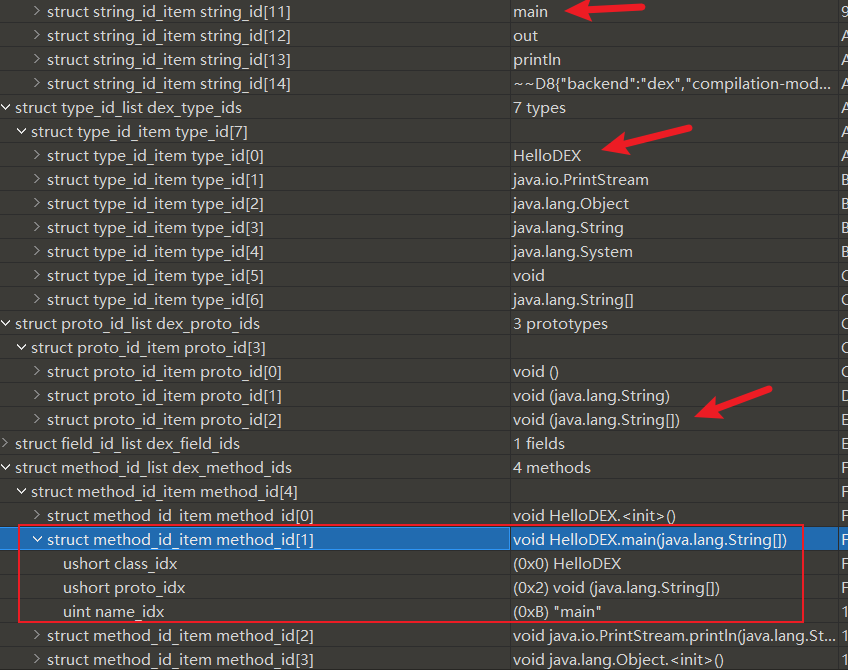 struct string_id_item string_id[11] main 9
struct string_id_item string_id[12] out A
struct string_id_item string_id[13] println A
struct string_id_item string_id[14] ~~D8{"backend":"dex","compilation-mod... A
struct type_id_list dex_type_ids 7 types A
struct type_id_item type_id[7] A
struct type_id_item type_id[0] HelloDEX A
struct type_id_item type_id[1] java.io.PrintStream B
struct type_id_item type_id[2] java.lang.Object B
struct type_id_item type_id[3] java.lang.String B
struct type_id_item type_id[4] java.lang.System B
struct type_id_item type_id[5] void C
struct type_id_item type_id[6] java.lang.String[] C
struct proto_id_list dex_proto_ids 3 prototypes C
struct proto_id_item proto_id[3] C
struct proto_id_item proto_id[0] void () C
struct proto_id_item proto_id[1] void (java.lang.String) D
struct proto_id_item proto_id[2] void (java.lang.String[]) E
struct field_id_list dex_field_ids 1 fields E
struct method_id_list dex_method_ids 4 methods F
struct method_id_item method_id[4] F
struct method_id_item method_id[0] void HelloDEX.<init>() F
struct method_id_item method_id[1] void HelloDEX.main(java.lang.String[]) F
ushort class_idx (0x0) HelloDEX F
ushort proto_idx (0x2) void (java.lang.String[]) F
uint name_idx (0xB) "main" 1
struct method_id_item method_id[2] void java.io.PrintStream.println(java.lang.St... 1
struct method_id_item method_id[3] void java.lang.Object.<init>() 1